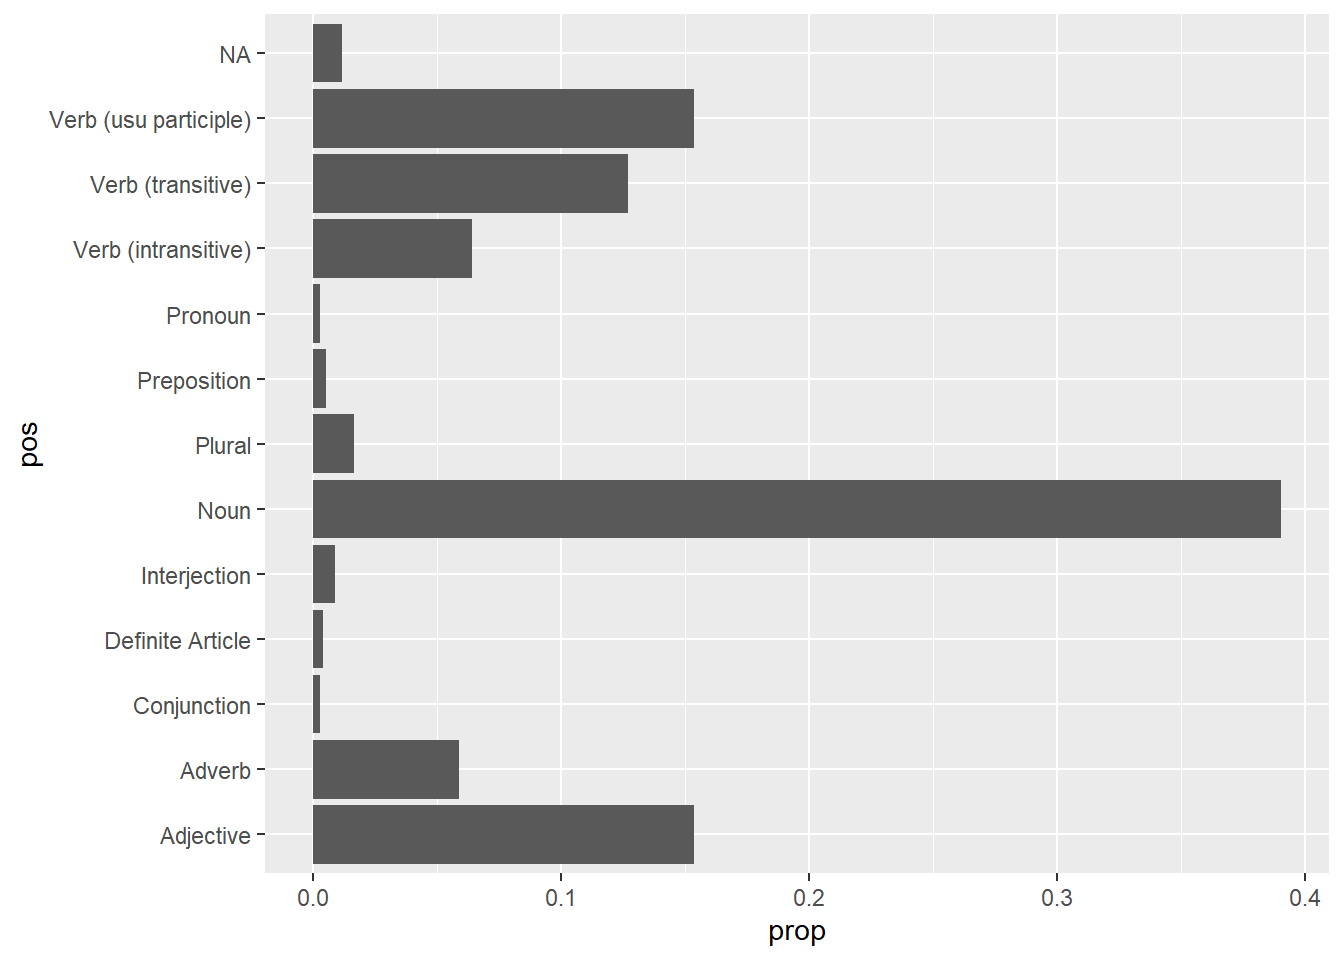 NA
Verb (usu participle)
Verb (transitive)
Verb (intransitive)
Pronoun
Preposition
Plural
Noun
Interjection
Definite Article
Conjunction
Adverb
Adjective
pos
0.0 0.1 0.2 0.3 0.4
prop